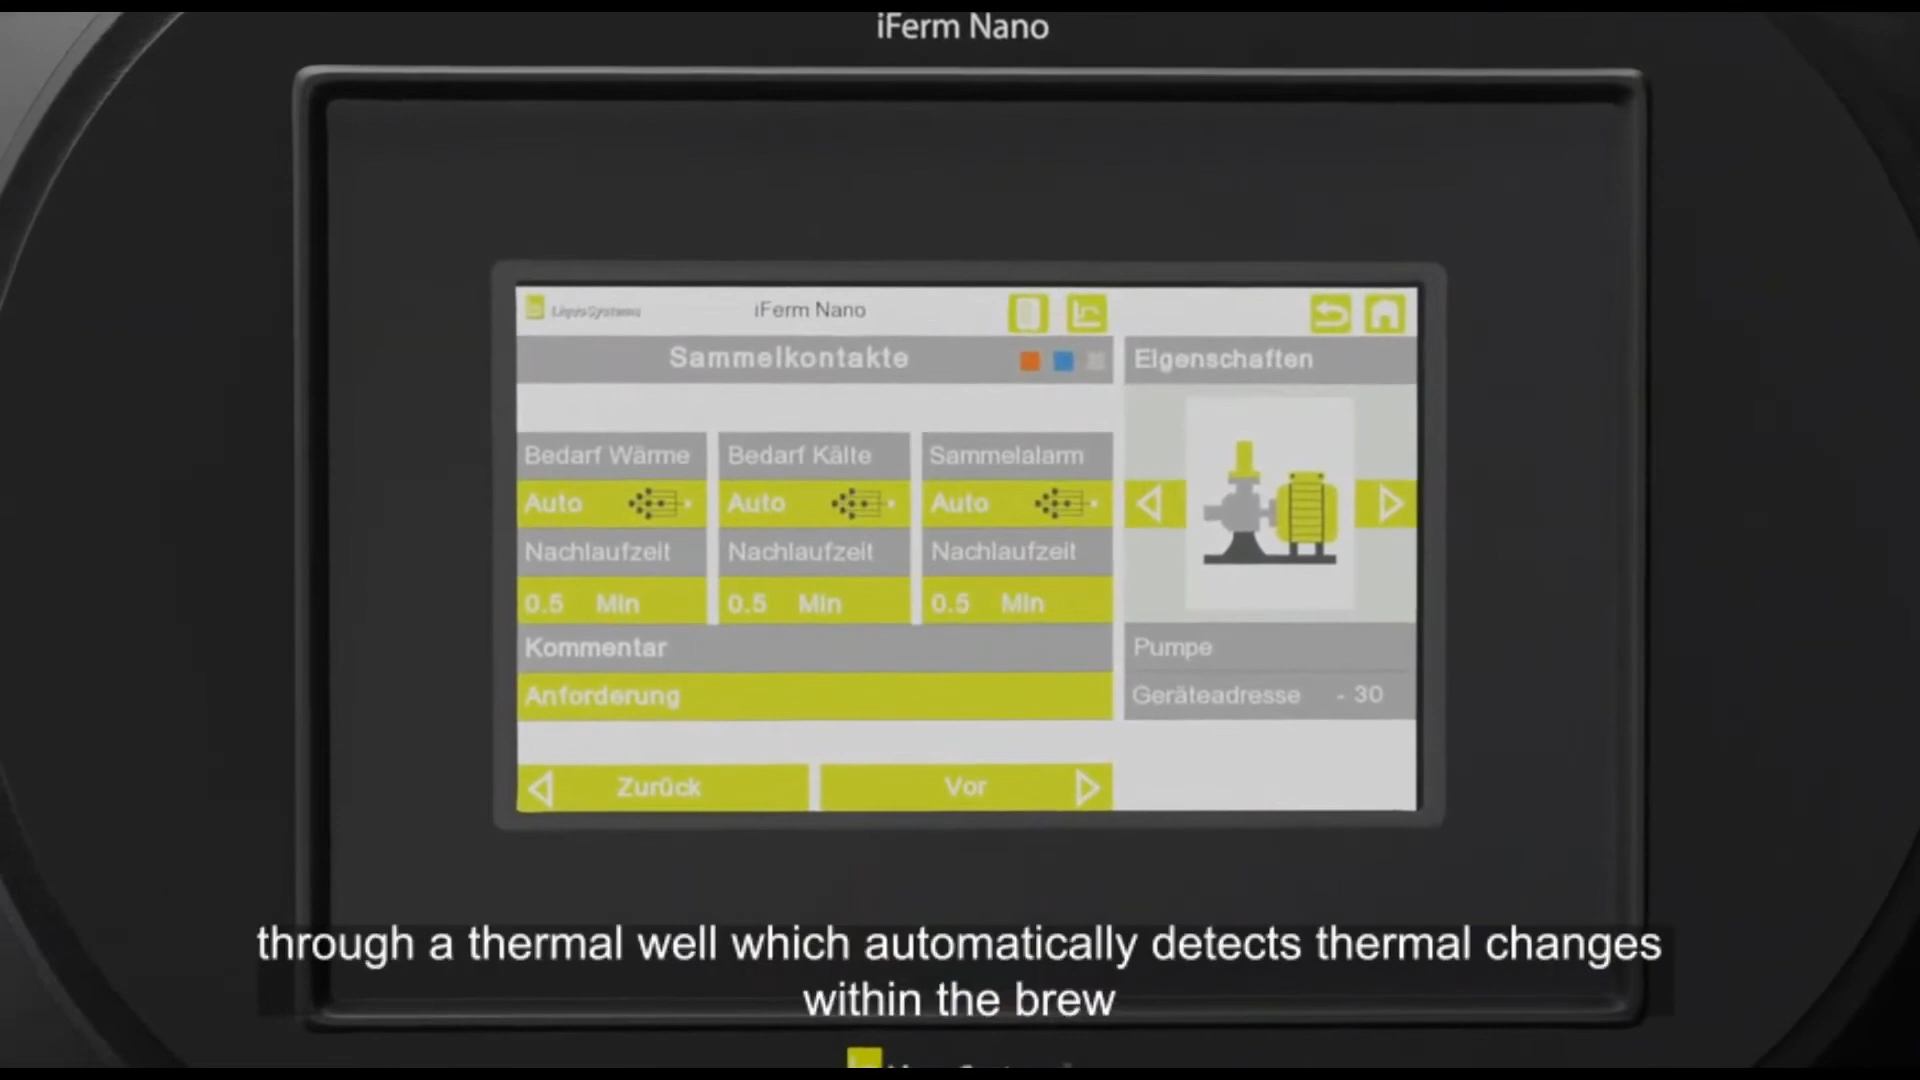 iFerm Nano
LiquoSystems
iFerm Nano
Sammelkontakte
Eigenschaften
Bedarf Wärme
Bedarf Kälte
Sammelalarm
Auto
Auto
Auto
Nachlaufzeit
Nachlaufzeit
Nachlaufzeit
0.5 Min
0.5 Min
0.5 Min
Kommentar
Pumpe
Anforderung
Geräteadresse - 30
Zurück
Vor
through a thermal well which automatically detects thermal changes
within the brew